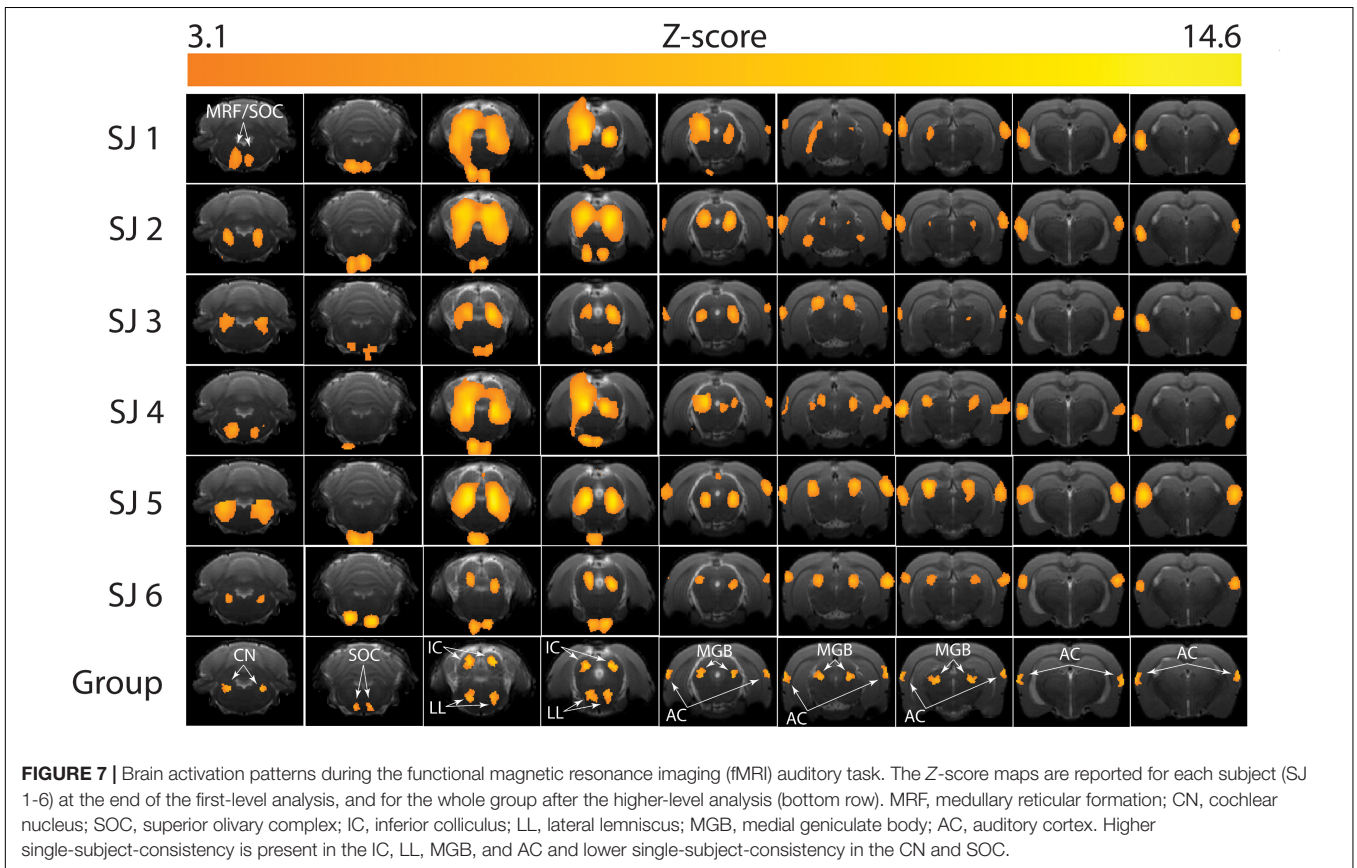 3.1 Z-score 14.6
SJ 1
MRF/SOC
SJ 2
SJ 3
SJ 4
SJ 5
SJ 6
Group
CN
SOC
IC
LL
IC
LL
MGB
AC
MGB
AC
MGB
AC
AC
AC
FIGURE 7 | Brain activation patterns during the functional magnetic resonance imaging (fMRI) auditory task. The Z-score maps are reported for each subject (SJ
1-6) at the end of the first-level analysis, and for the whole group after the higher-level analysis (bottom row). MRF, medullary reticular formation; CN, cochlear
nucleus; SOC, superior olivary complex; IC, inferior colliculus; LL, lateral lemniscus; MGB, medial geniculate body; AC, auditory cortex. Higher
single-subject-consistency is present in the IC, LL, MGB, and AC and lower single-subject-consistency in the CN and SOC.